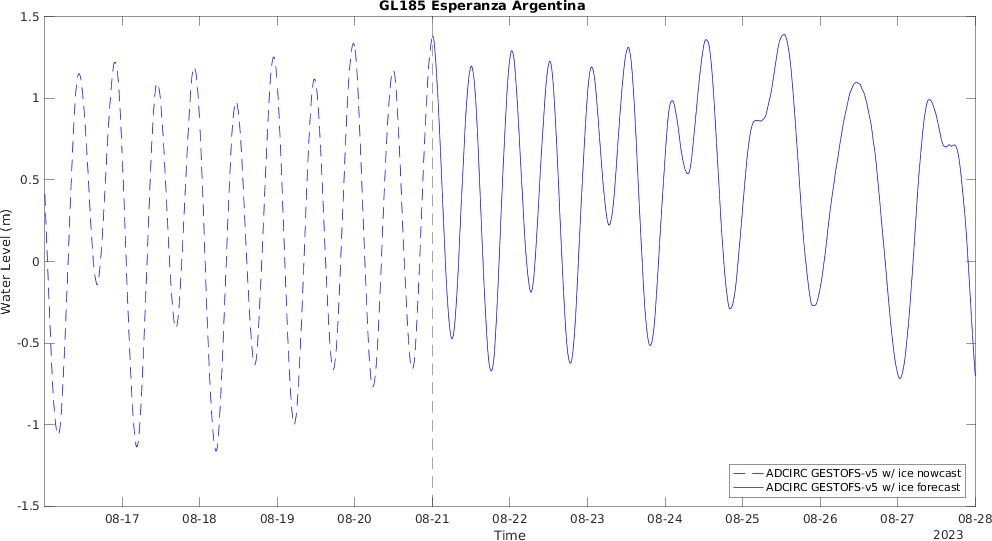 GL185 Esperanza Argentina
Water Level (m)
1.5
1
0.5
0
-0.5
-1
-1.5
ADCIRC GESTOFS-v5 w/ ice nowcast
ADCIRC GESTOFS-v5 w/ ice forecast
08-17 08-18 08-19 08-20 08-21 08-22 08-23 08-24 08-25 08-26 08-27 08-28
Time
2023